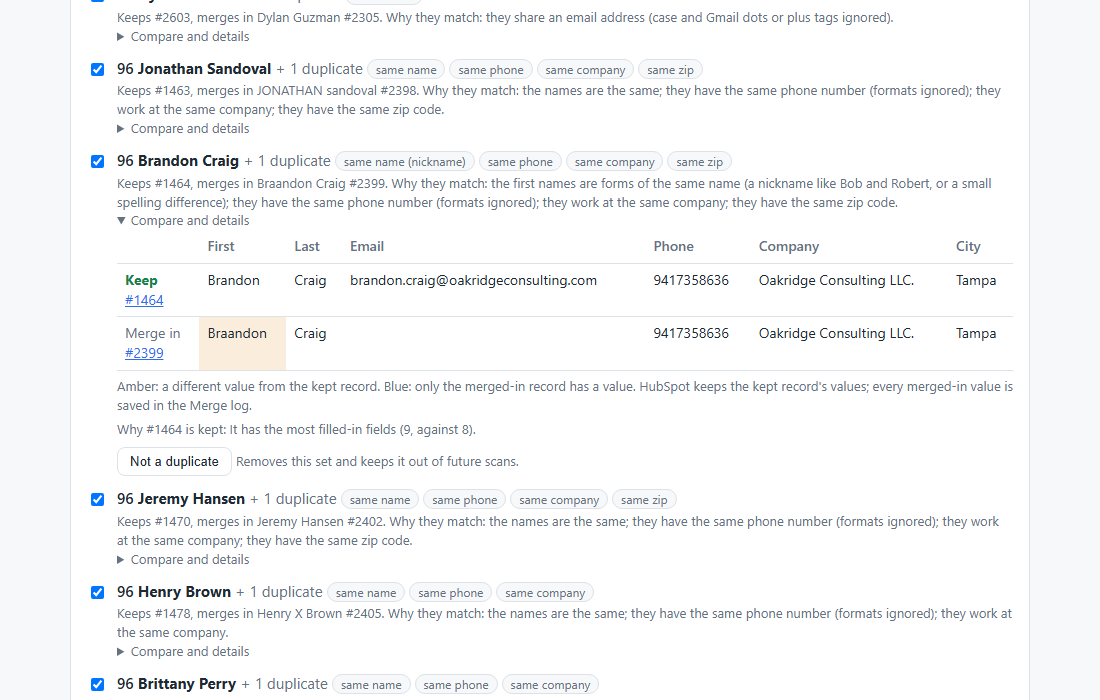 Keeps #2603, merges in Dylan Guzman #2305. Why they match: they share an email address (case and Gmail dots or plus tags ignored).
Compare and details
96 Jonathan Sandoval + 1 duplicate same name same phone same company same zip
Keeps #1463, merges in JONATHAN sandoval #2398. Why they match: the names are the same; they have the same phone number (formats ignored); they
work at the same company; they have the same zip code.
Compare and details
96 Brandon Craig + 1 duplicate same name (nickname) same phone same company same zip
Keeps #1464, merges in Braandon Craig #2399. Why they match: the first names are forms of the same name (a nickname like Bob and Robert, or a small
spelling difference); they have the same phone number (formats ignored); they work at the same company; they have the same zip code.
Compare and details
First Last Email Phone Company City
Keep Brandon Craig brandon.craig@oakridgeconsulting.com 9417358636 Oakridge Consulting LLC. Tampa
#1464
Merge in Braandon Craig 9417358636 Oakridge Consulting LLC. Tampa
#2399
Amber: a different value from the kept record. Blue: only the merged-in record has a value. HubSpot keeps the kept record's values; every merged-in value is
saved in the Merge log.
Why #1464 is kept: It has the most filled-in fields (9, against 8).
Not a duplicate Removes this set and keeps it out of future scans.
96 Jeremy Hansen + 1 duplicate same name same phone same company same zip
Keeps #1470, merges in Jeremy Hansen #2402. Why they match: the names are the same; they have the same phone number (formats ignored); they work
at the same company; they have the same zip code.
Compare and details
96 Henry Brown + 1 duplicate same name same phone same company
Keeps #1478, merges in Henry X Brown #2405. Why they match: the names are the same; they have the same phone number (formats ignored); they work at
the same company.
Compare and details
96 Brittany Perry + 1 duplicate same name same phone same company